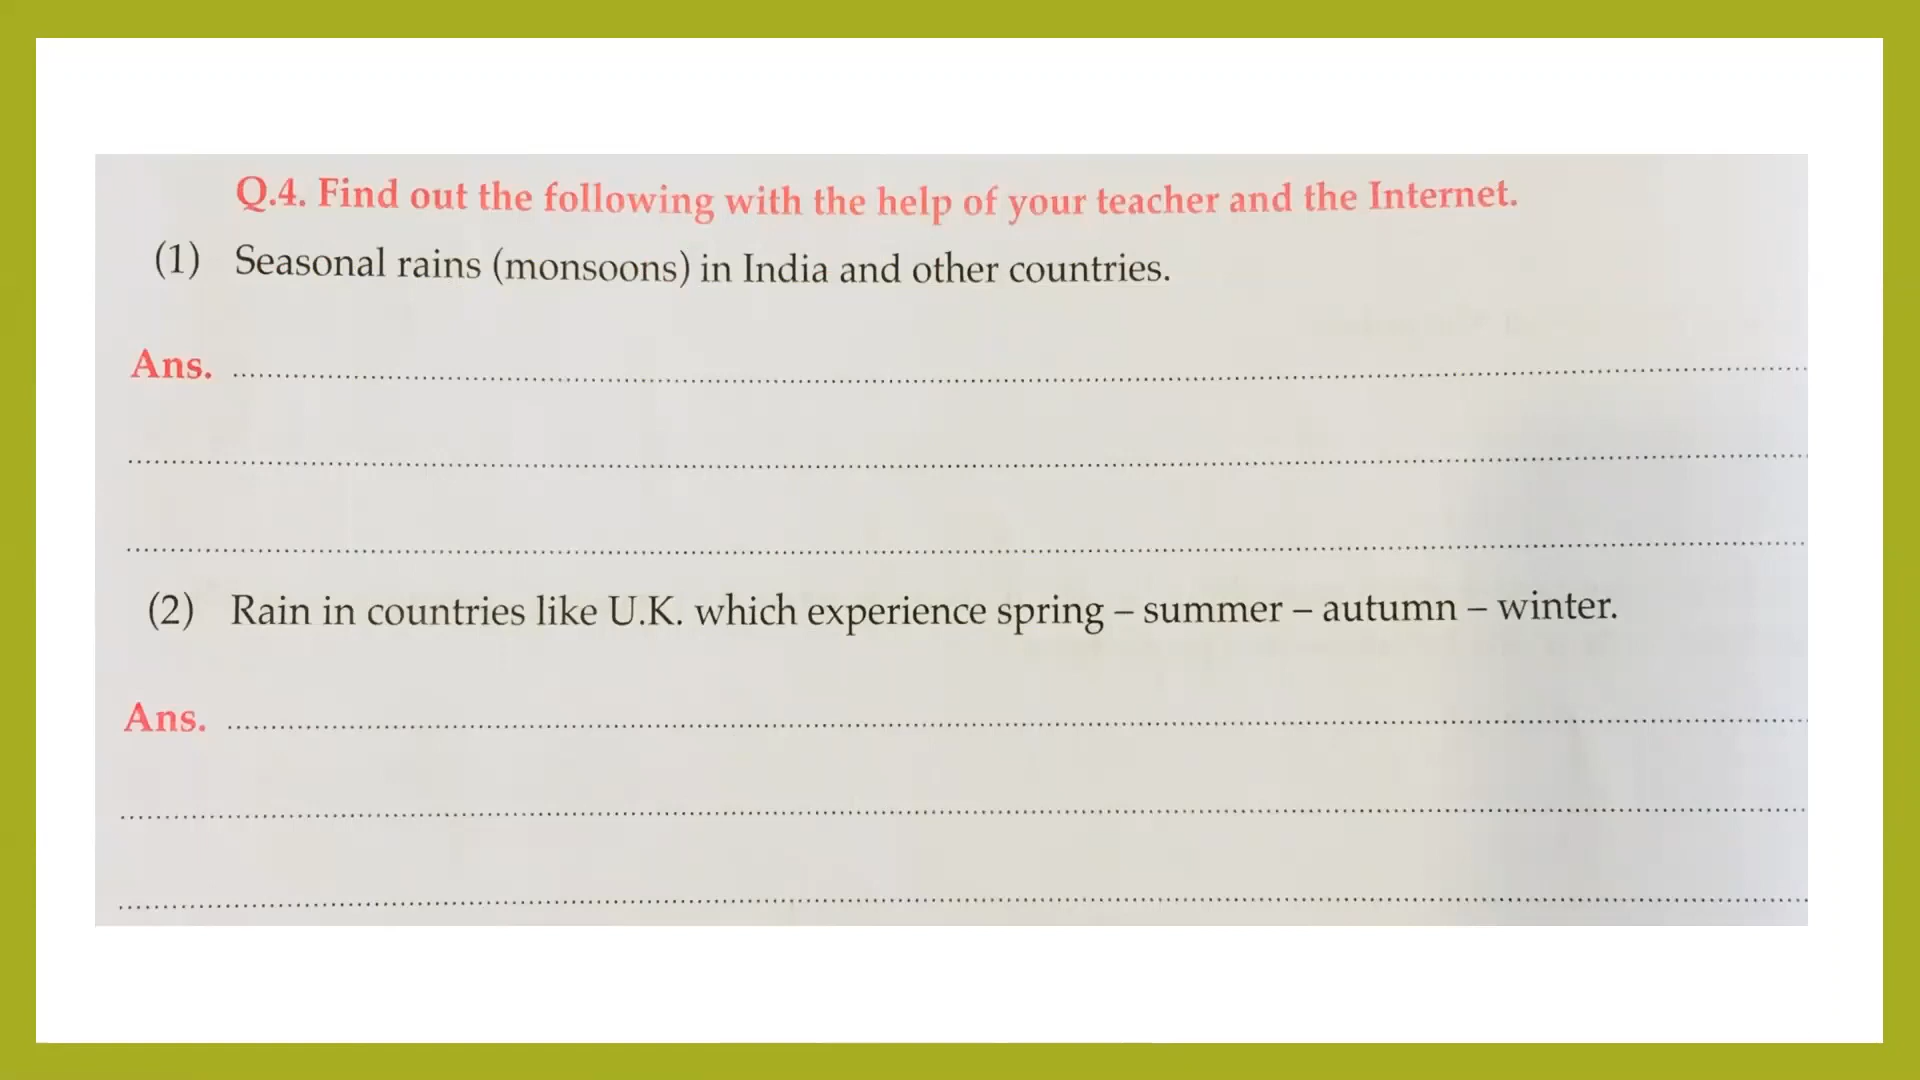 Q.4. Find out the following with the help of your teacher and the Internet.
(1) Seasonal rains (monsoons) in India and other countries.
Ans. ..........
(2) Rain in countries like U.K. which experience spring – summer – autumn – winter.
Ans. ..........